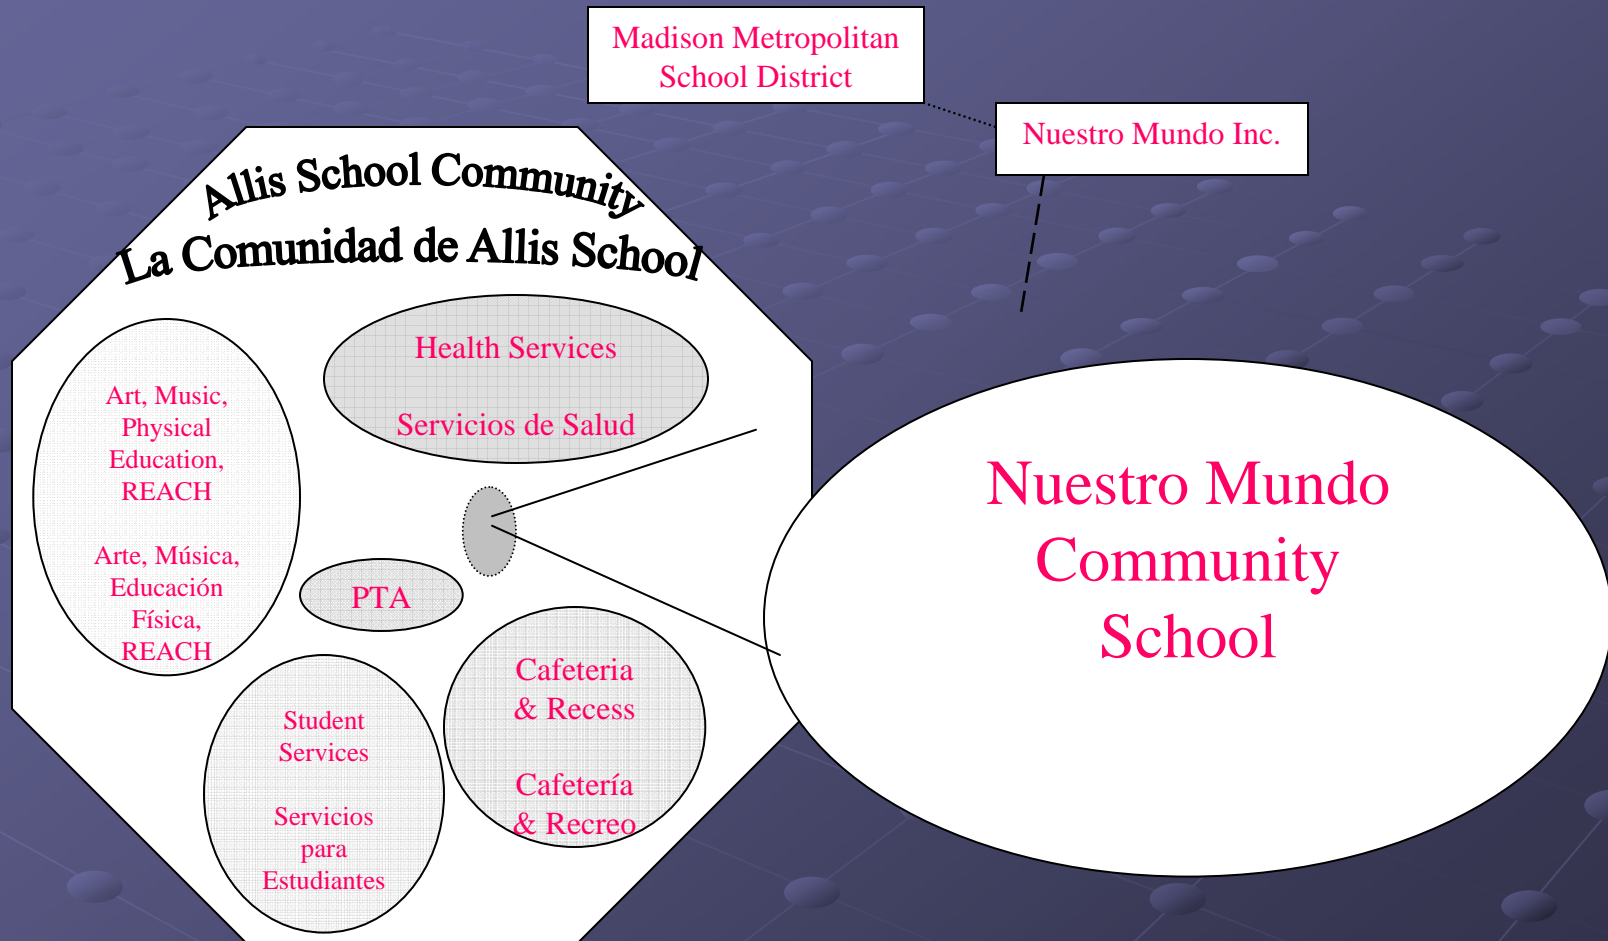 Madison Metropolitan
School District
Nuestro Mundo Inc.
Allis School Community
La Comunidad de Allis School
Health Services
Servicios de Salud
Art, Music,
Physical
Education,
REACH
Arte, Música,
Educación
Física,
REACH
PTA
Cafeteria
& Recess
Cafetería
& Recreo
Student
Services
Servicios
para
Estudiantes
Nuestro Mundo
Community
School